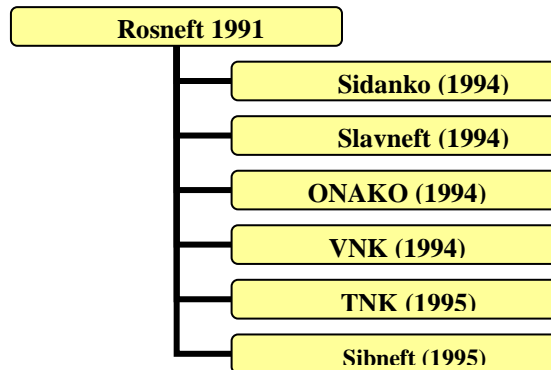 Rosneft 1991
Sidanko (1994)
Slavneft (1994)
ONAKO (1994)
VNK (1994)
TNK (1995)
Sibneft (1995)